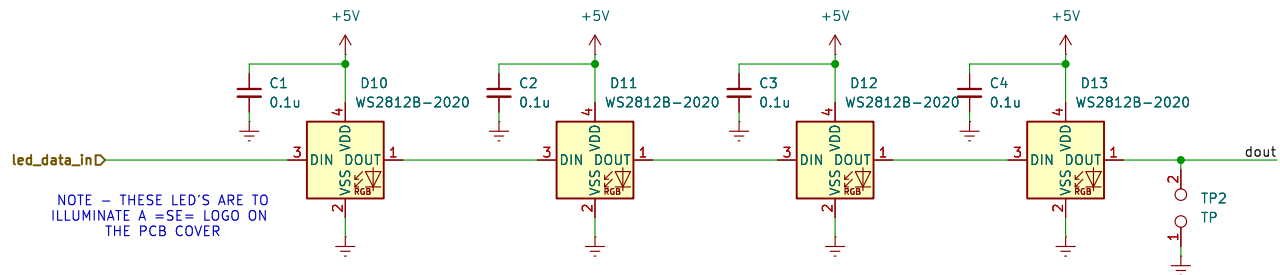 +5V +5V +5V +5V
C1 D10 C2 D11 C3 D12 C4 D13
0.1u WS2812B-2020 0.1u WS2812B-2020 0.1u WS2812B-2020 0.1u WS2812B-2020
4 4 4 4
VDD VDD VDD VDD
led_data_in 3 DIN DOUT 1 3 DIN DOUT 1 3 DIN DOUT 1 3 DIN DOUT 1 dout
VSS RGB VSS RGB VSS RGB VSS RGB
2 2 2 2
2 TP2
1 TP
NOTE - THESE LED'S ARE TO
ILLUMINATE A =SE= LOGO ON
THE PCB COVER